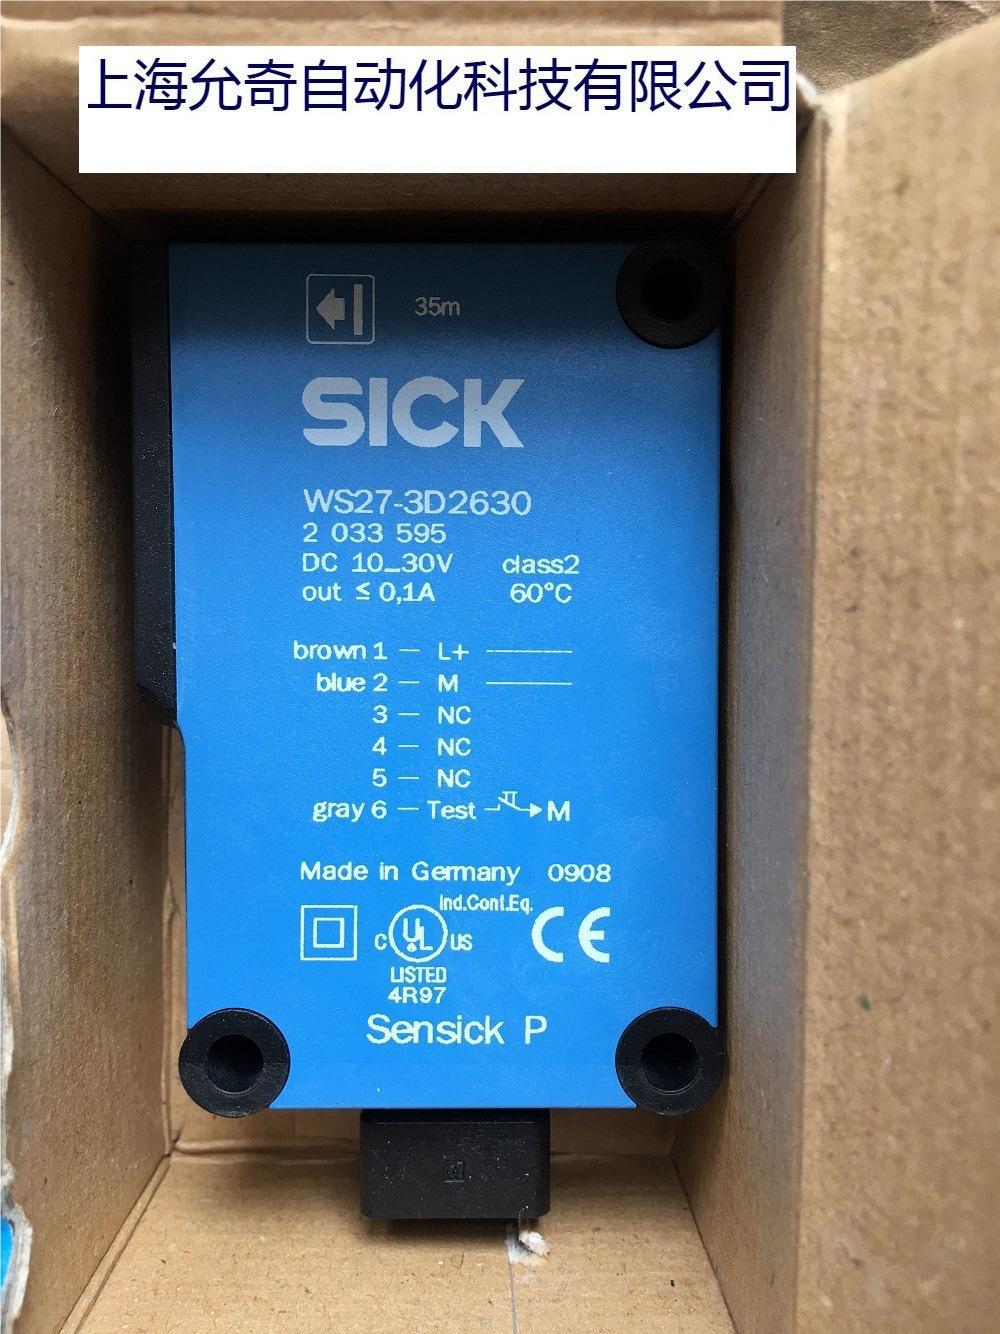 上海允奇自动化科技有限公司
35m
SICK
WS27-3D2630
2 033 595
DC 10...30V class2
out ≤ 0,1A 60°C
brown 1 — L+
blue 2 — M
3 — NC
4 — NC
5 — NC
gray 6 — Test M
Made in Germany 0908
Ind.Cont.Eq.
C UL US CE
LISTED
4R97
Sensick P